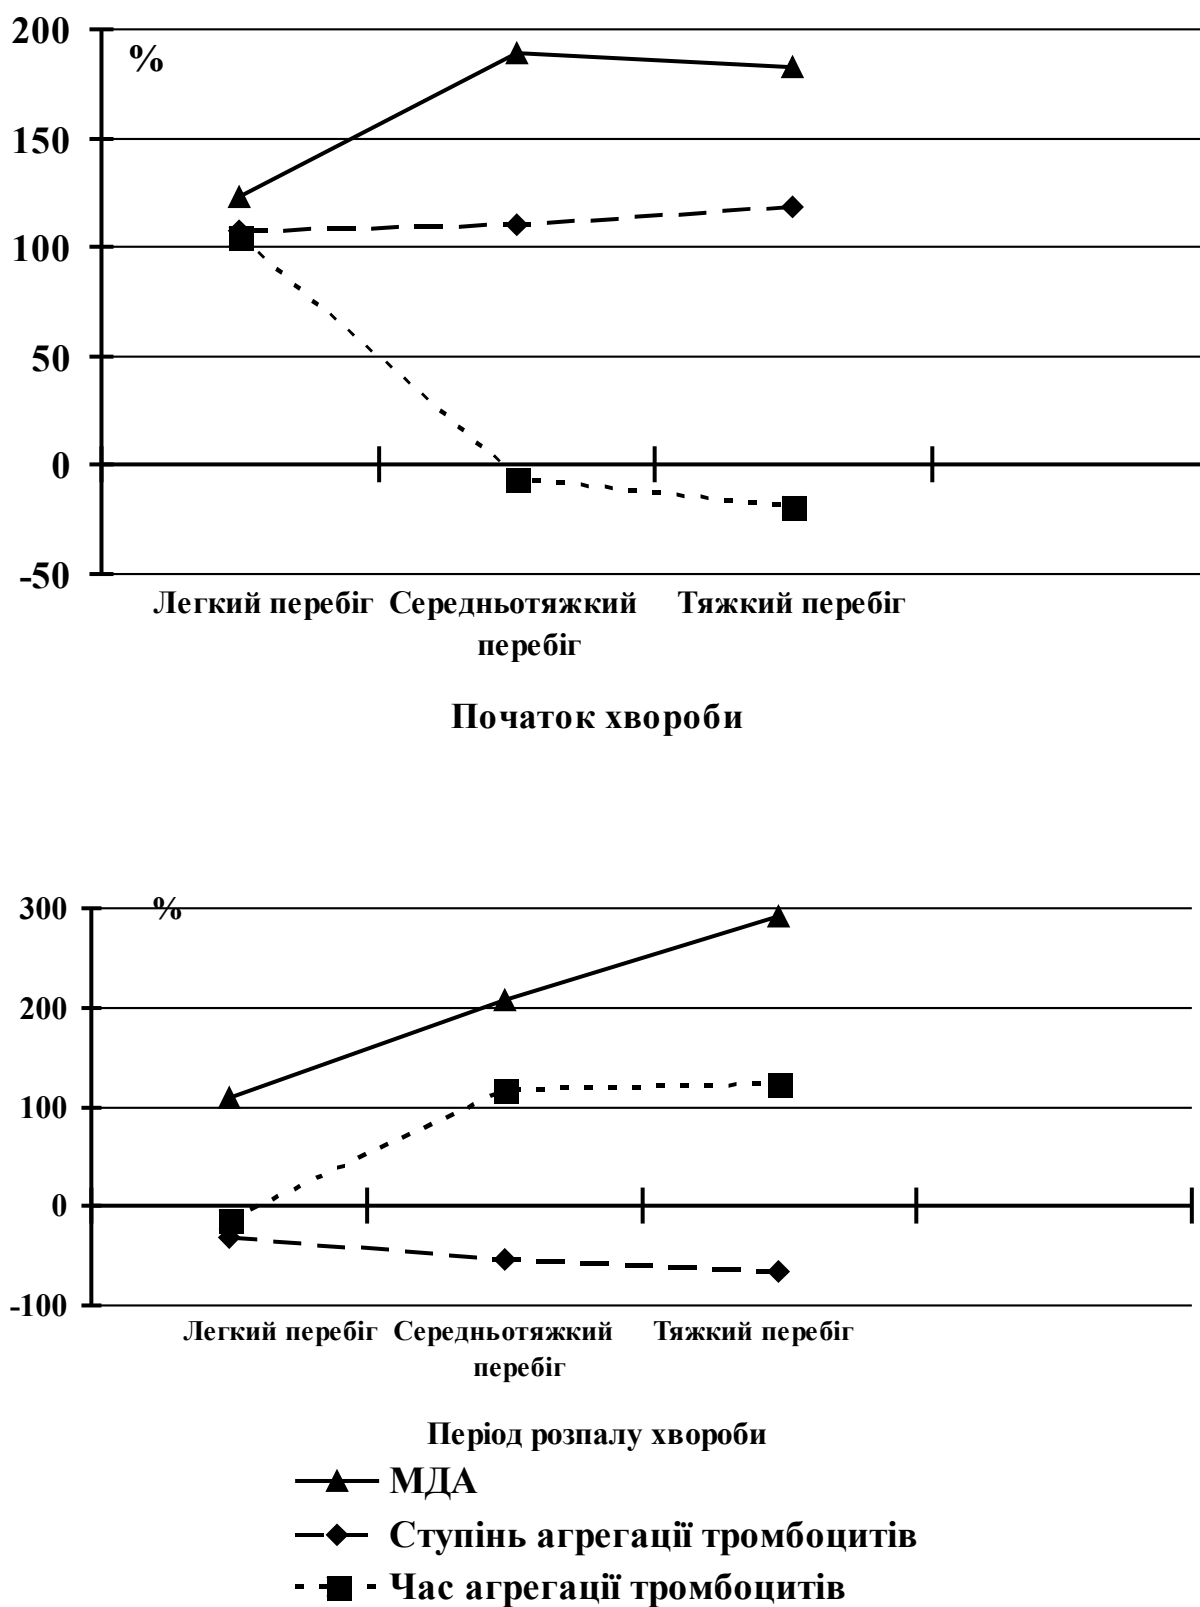 200
%
150
100
50
0
-50
Легкий перебіг Середньотяжкий Тяжкий перебіг
перебіг
Початок хвороби
300
%
200
100
0
-100
Легкий перебіг Середньотяжкий Тяжкий перебіг
перебіг
Період розпалу хвороби
МДА
Ступінь агрегації тромбоцитів
Час агрегації тромбоцитів